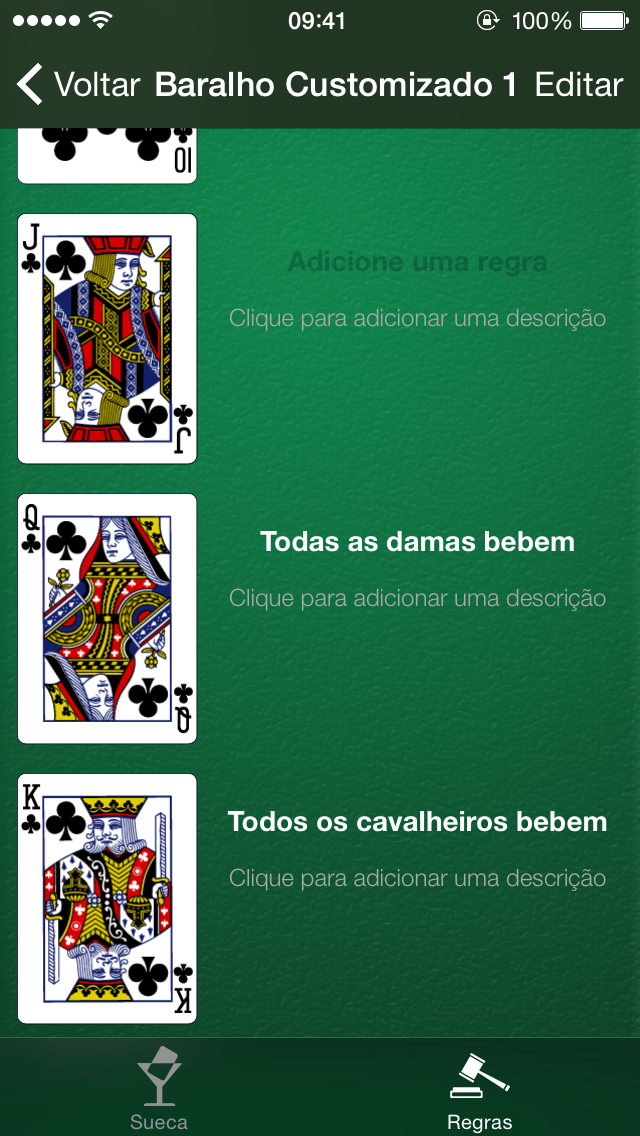 09:41 100%
Voltar Baralho Customizado 1 Editar
10
J
Adicione uma regra
Clique para adicionar uma descrição
J
Q
Todas as damas bebem
Clique para adicionar uma descrição
Q
K
Todos os cavalheiros bebem
Clique para adicionar uma descrição
K
Sueca Regras